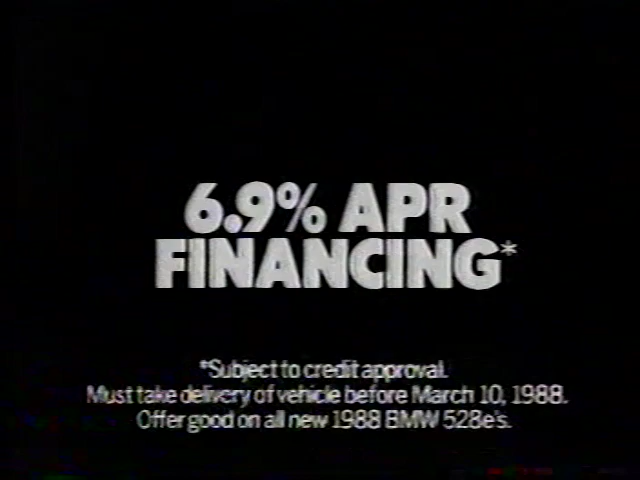 6.9% APR
FINANCING*
*Subject to credit approval.
Must take delivery of vehicle before March 10, 1988.
Offer good on all new 1988 BMW 528e's.